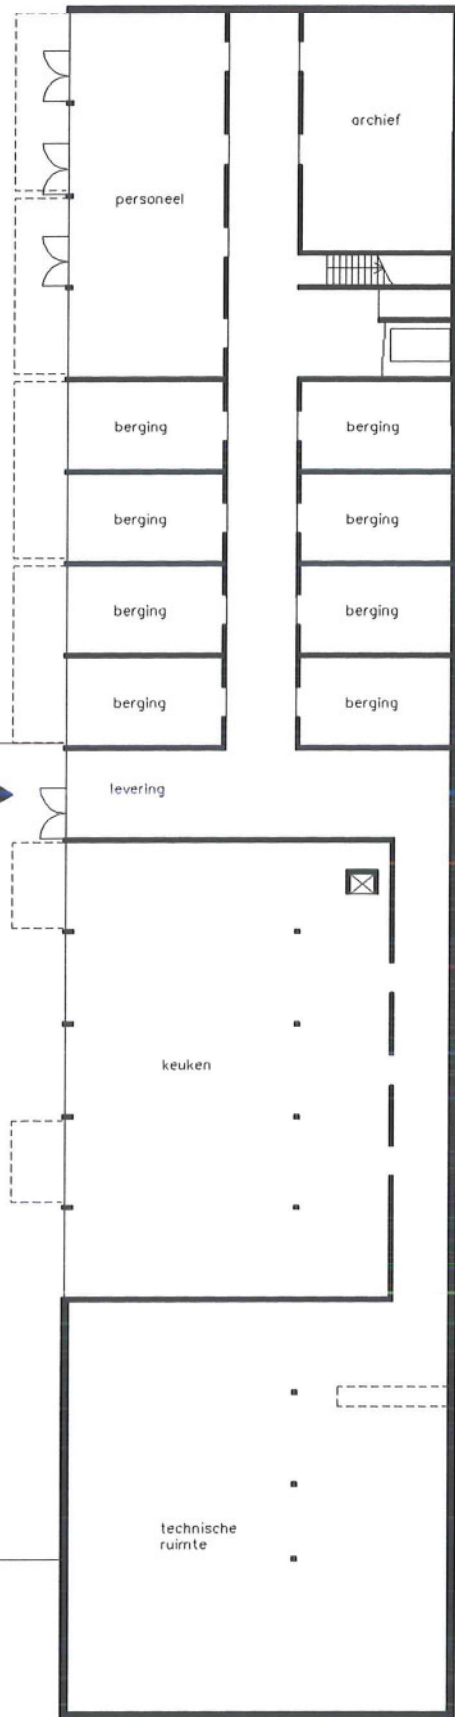 archief
personeel
berging
berging
berging
berging
berging
berging
berging
berging
levering
keuken
technische
ruimte